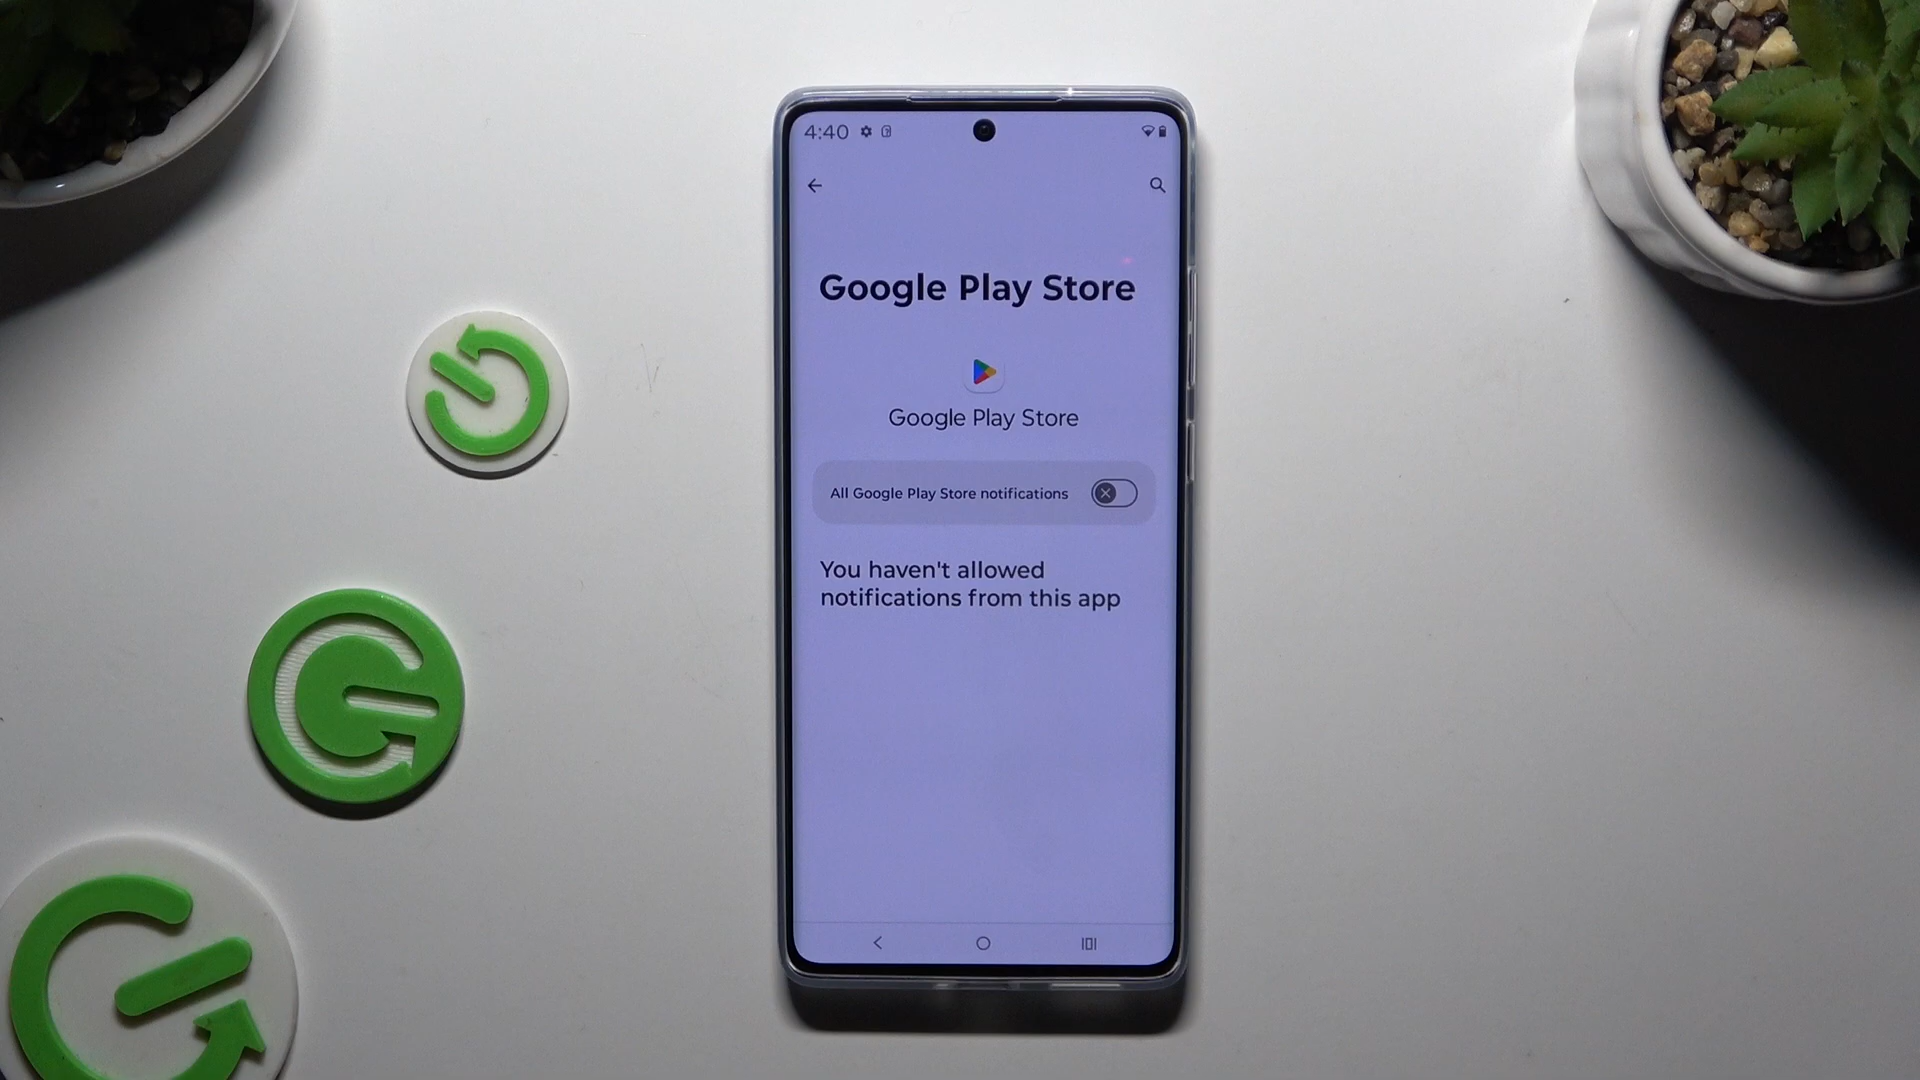 4:40
Google Play Store
Google Play Store
All Google Play Store notifications
You haven't allowed
notifications from this app